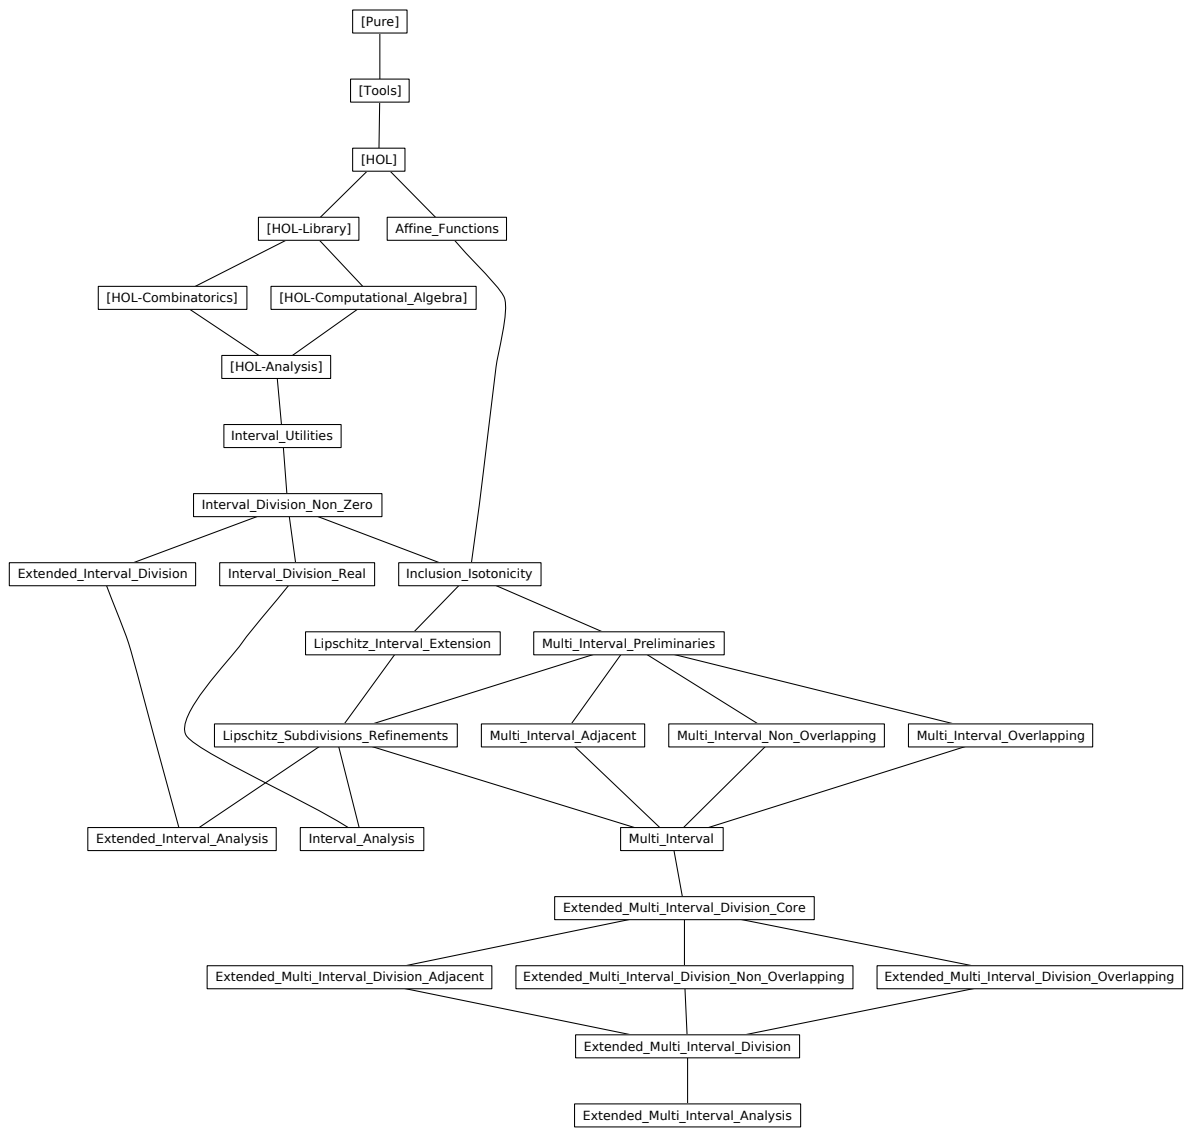 [Pure]
[Tools]
[HOL]
[HOL-Library]
Affine_Functions
[HOL-Combinatorics]
[HOL-Computational_Algebra]
[HOL-Analysis]
Interval_Utilities
Interval_Division_Non_Zero
Extended_Interval_Division
Interval_Division_Real
Inclusion_Isotonicity
Lipschitz_Interval_Extension
Multi_Interval_Preliminaries
Lipschitz_Subdivisions_Refinements
Multi_Interval_Adjacent
Multi_Interval_Non_Overlapping
Multi_Interval_Overlapping
Extended_Interval_Analysis
Interval_Analysis
Multi_Interval
Extended_Multi_Interval_Division_Core
Extended_Multi_Interval_Division_Adjacent
Extended_Multi_Interval_Division_Non_Overlapping
Extended_Multi_Interval_Division_Overlapping
Extended_Multi_Interval_Division
Extended_Multi_Interval_Analysis